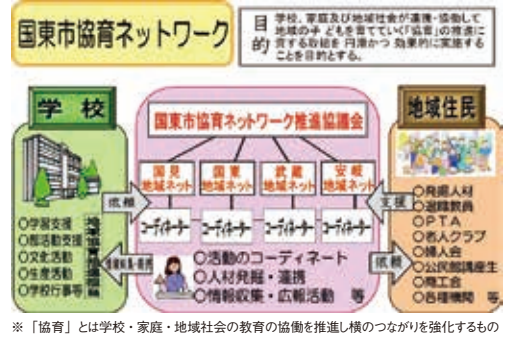 国東市協育ネットワーク
目的
学校、家庭及び地域社会が連携・協働して
地域の子どもを育てていく「協育」の推進に
資する取組を 円滑かつ 効果的に実施する
ことを目的とする。
学校
国東市協育ネットワーク推進協議会
地域住民
国見
地域ネット
国東
地域ネット
武蔵
地域ネット
安岐
地域ネット
依頼
支援
コーディネーター
コーディネーター
コーディネーター
コーディネーター
○学習支援
○部活動支援
○文化活動
○生産活動
○学校行事等
地域協育推進担当
依頼
○活動のコーディネート
○人材発掘・連携
○情報収集・広報活動 等
○発掘人材
○退職教員
○PTA
○老人クラブ
○婦人会
○公民館講座生
○商工会
○各種機関 等
※「協育」とは学校・家庭・地域社会の教育の協働を推進し横のつながりを強化するもの